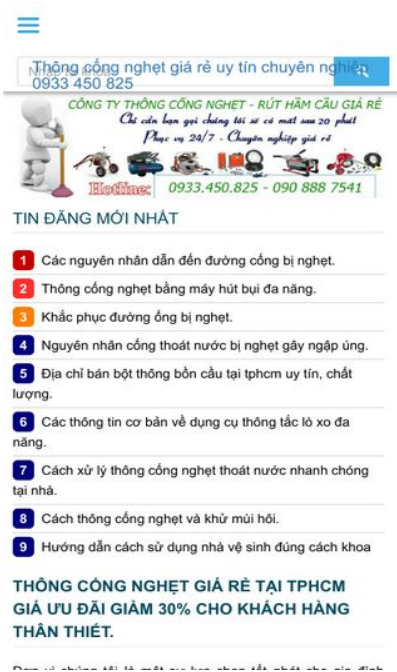 Thông cống nghẹt giá rẻ uy tín chuyên nghiệp
0933 450 825
CÔNG TY THÔNG CỐNG NGHẸT - RÚT HẦM CẦU GIÁ RẺ
Chỉ cần bạn gọi chúng tôi sẽ có mặt sau 20 phút
Phục vụ 24/7 - Chuyên nghiệp giá rẻ
Hotline: 0933.450.825 - 090 888 7541
TIN ĐĂNG MỚI NHẤT
1 Các nguyên nhân dẫn đến đường cống bị nghẹt.
2 Thông cống nghẹt bằng máy hút bụi đa năng.
3 Khắc phục đường ống bị nghẹt.
4 Nguyên nhân cống thoát nước bị nghẹt gây ngập úng.
5 Địa chỉ bán bột thông bồn cầu tại tphcm uy tín, chất
lượng.
6 Các thông tin cơ bản về dụng cụ thông tắc lò xo đa
năng.
7 Cách xử lý thông cống nghẹt thoát nước nhanh chóng
tại nhà.
8 Cách thông cống nghẹt và khử mùi hôi.
9 Hướng dẫn cách sử dụng nhà vệ sinh đúng cách khoa
THÔNG CỐNG NGHẸT GIÁ RẺ TẠI TPHCM
GIÁ ƯU ĐÃI GIẢM 30% CHO KHÁCH HÀNG
THÂN THIẾT.